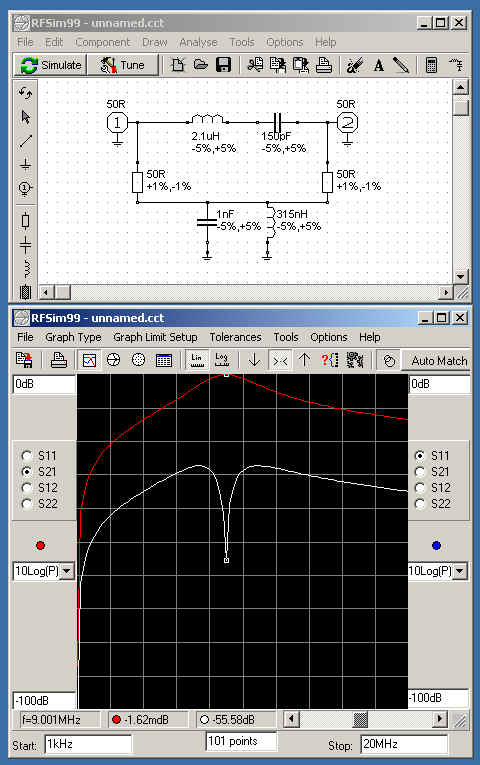 RFSim99 - unnamed.cct
File Edit Component Draw Analyse Tools Options Help
Simulate Tune
A
50R 50R
1 2
2.1uH 150pF
-5%,+5% -5%,+5%
50R 50R
+1%,-1% +1%,-1%
1nF 315nH
-5%,+5% -5%,+5%
RFSim99 - unnamed.cct
File Graph Type Graph Limit Setup Tolerances Tools Options Help
Lin Log Auto Match
0dB 0dB
S11 S11
S21 S21
S12 S12
S22 S22
10Log(P) 10Log(P)
-100dB -100dB
f=9.001MHz -1.62mdB -55.58dB
Start: 1kHz 101 points Stop: 20MHz